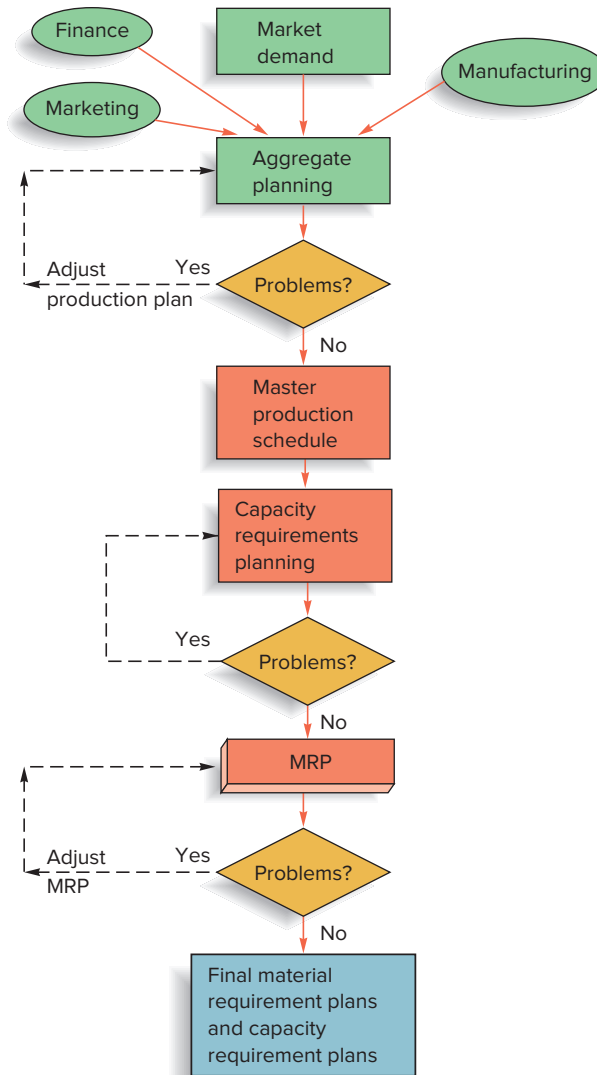 Finance
Market
demand
Manufacturing
Marketing
Aggregate
planning
Adjust
production plan
Yes
Problems?
No
Master
production
schedule
Capacity
requirements
planning
Yes
Problems?
No
MRP
Adjust
MRP
Yes
Problems?
No
Final material
requirement plans
and capacity
requirement plans